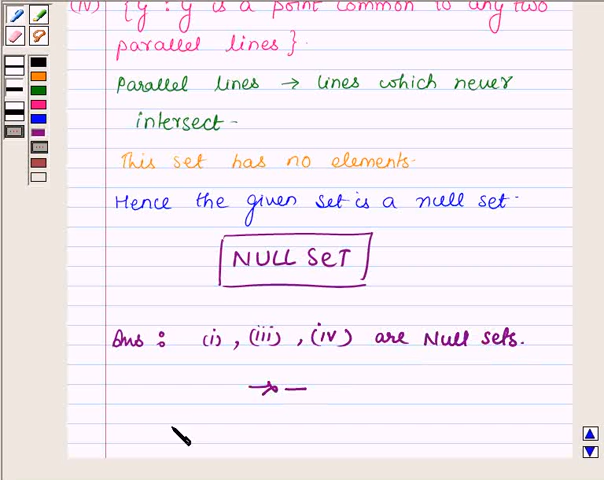 (iv) {y : y is a point common to any two
parallel lines}.
Parallel lines → lines which never
intersect-
This set has no elements.
Hence the given set is a null set.
NULL SET
Ans : (i), (iii), (iv) are Null sets.